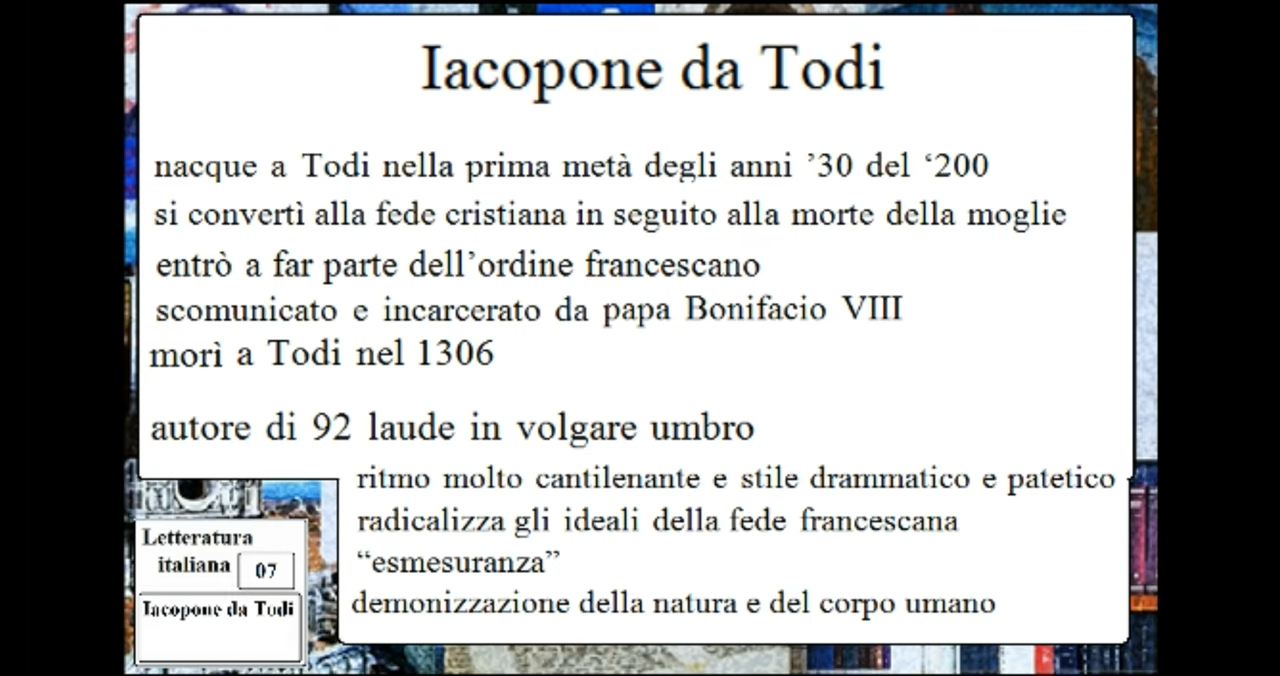 Iacopone da Todi
nacque a Todi nella prima metà degli anni ’30 del ‘200
si convertì alla fede cristiana in seguito alla morte della moglie
entrò a far parte dell’ordine francescano
scomunicato e incarcerato da papa Bonifacio VIII
morì a Todi nel 1306
autore di 92 laude in volgare umbro
ritmo molto cantilenante e stile drammatico e patetico
radicalizza gli ideali della fede francescana
“esmesuranza”
demonizzazione della natura e del corpo umano
Letteratura
italiana 07
Iacopone da Todi